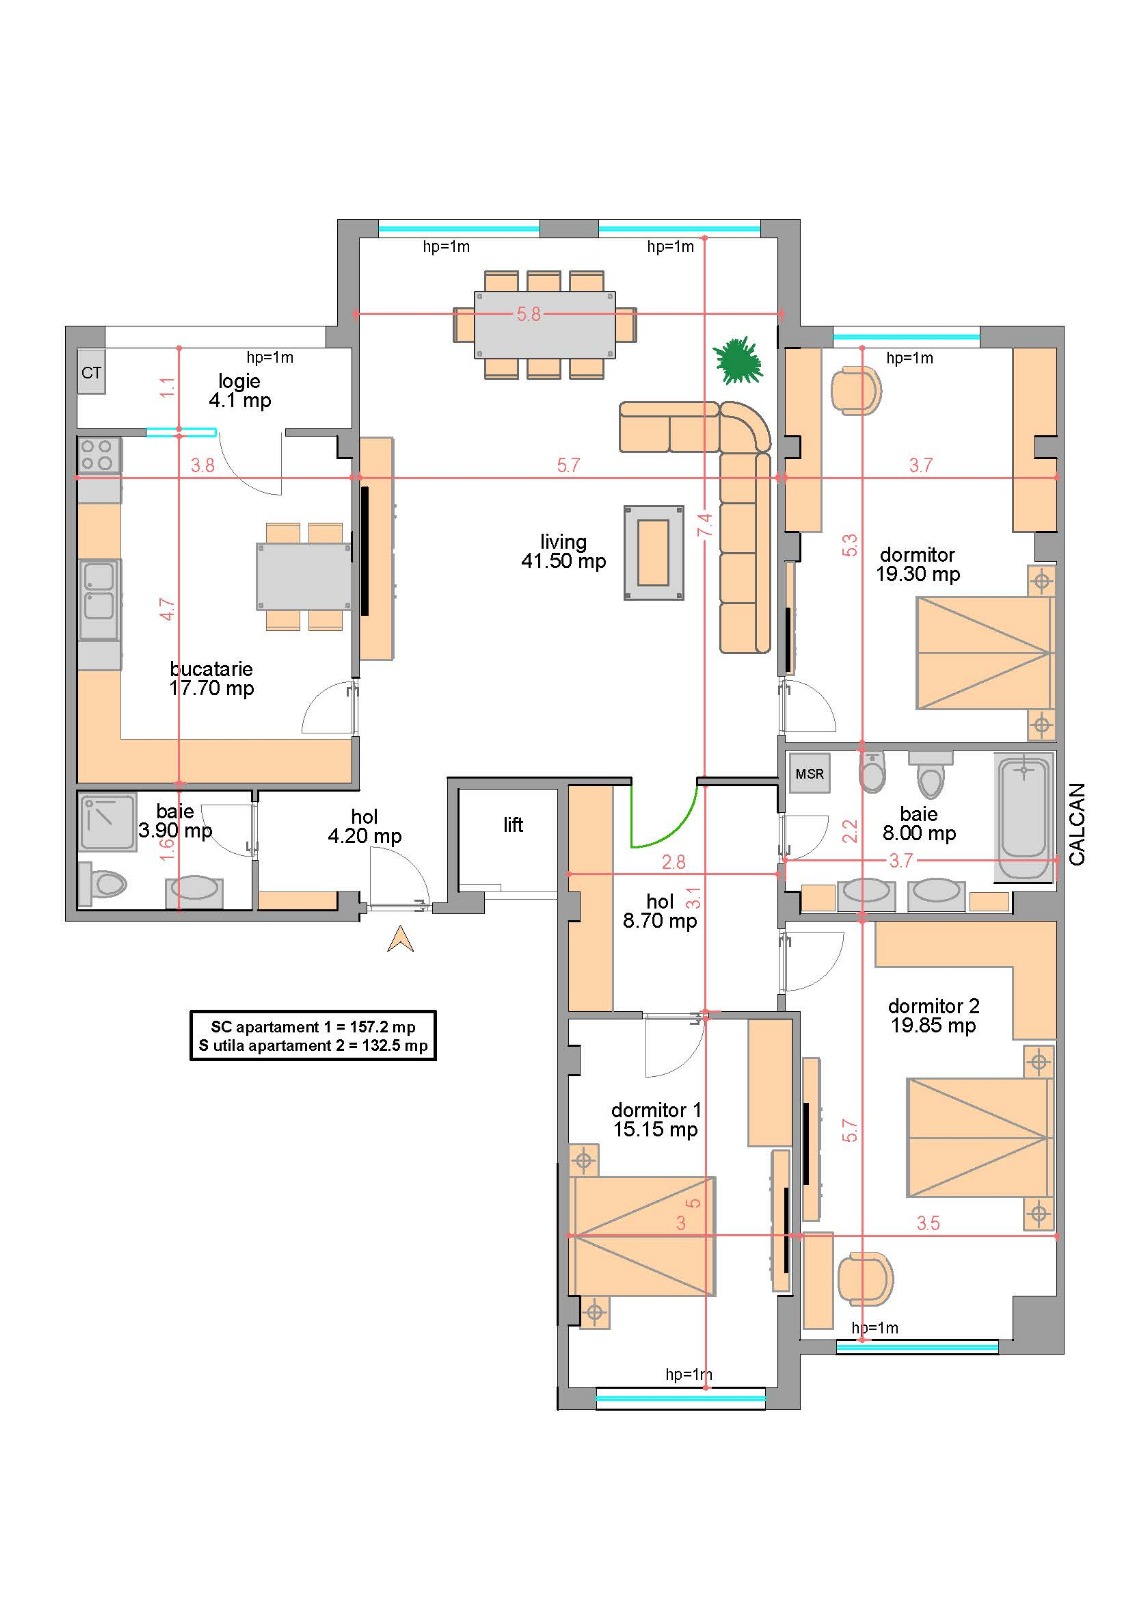 hp=1m
hp=1m
5.8
hp=1m
CT
logie
4.1 mp
1.1
hp=1m
3.8
5.7
3.7
7.4
5.3
living
41.50 mp
dormitor
19.30 mp
4.7
bucatarie
17.70 mp
MSR
baie
3.90 mp
1.6
hol
4.20 mp
lift
baie
8.00 mp
2.2
3.7
CALCAN
2.8
3.1
hol
8.70 mp
SC apartament 1 = 157.2 mp
S utila apartament 2 = 132.5 mp
dormitor 2
19.85 mp
dormitor 1
15.15 mp
5.7
5
3
3.5
hp=1m
hp=1m